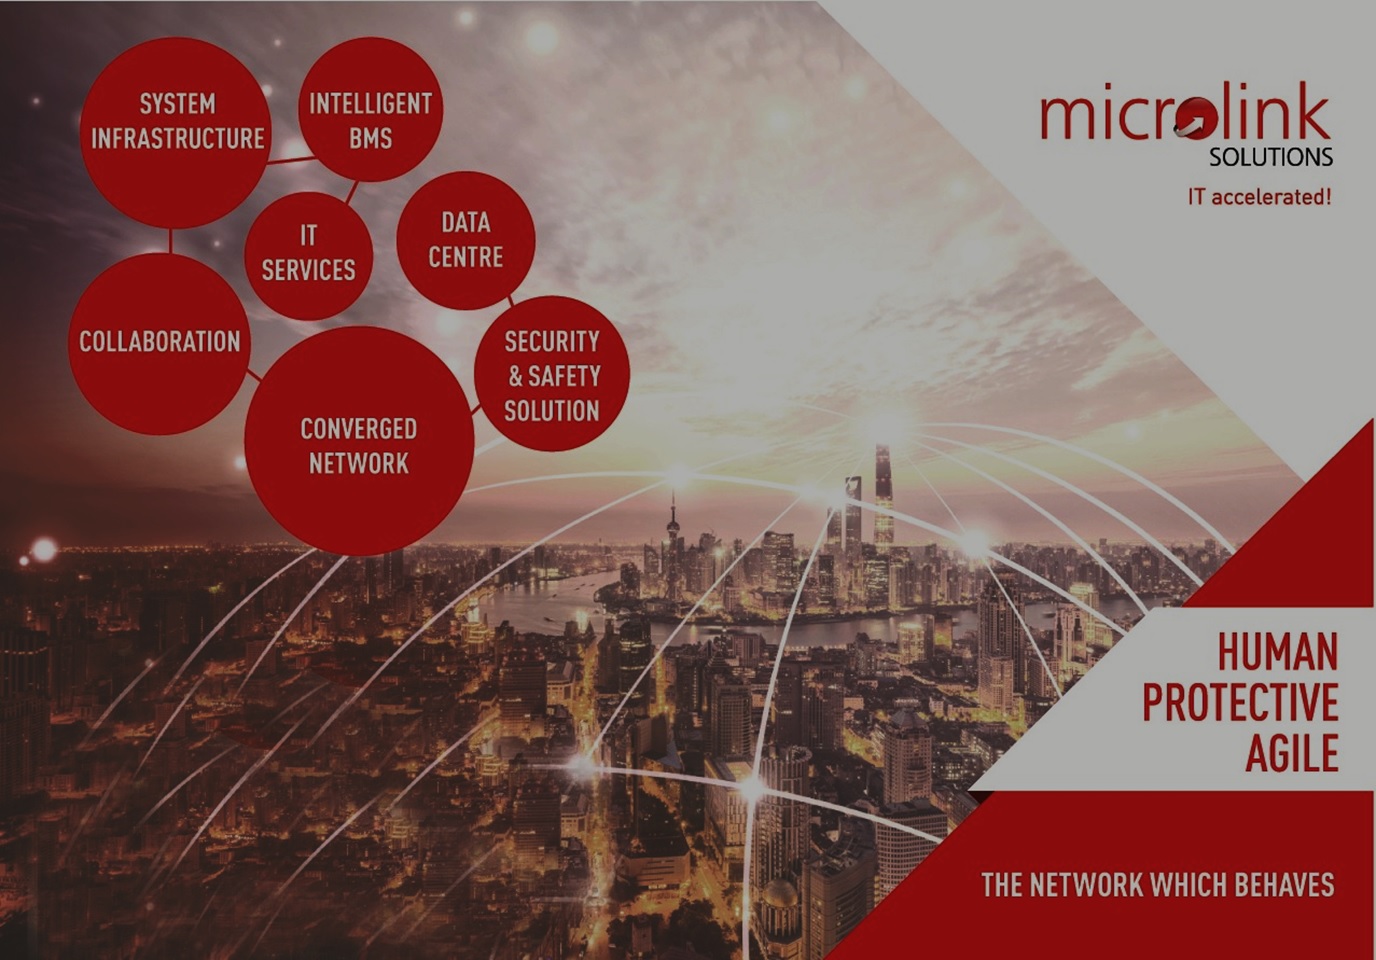 SYSTEM
INFRASTRUCTURE
INTELLIGENT
BMS
IT
SERVICES
DATA
CENTRE
COLLABORATION
SECURITY
& SAFETY
SOLUTION
CONVERGED
NETWORK
microlink
SOLUTIONS
IT accelerated!
HUMAN
PROTECTIVE
AGILE
THE NETWORK WHICH BEHAVES